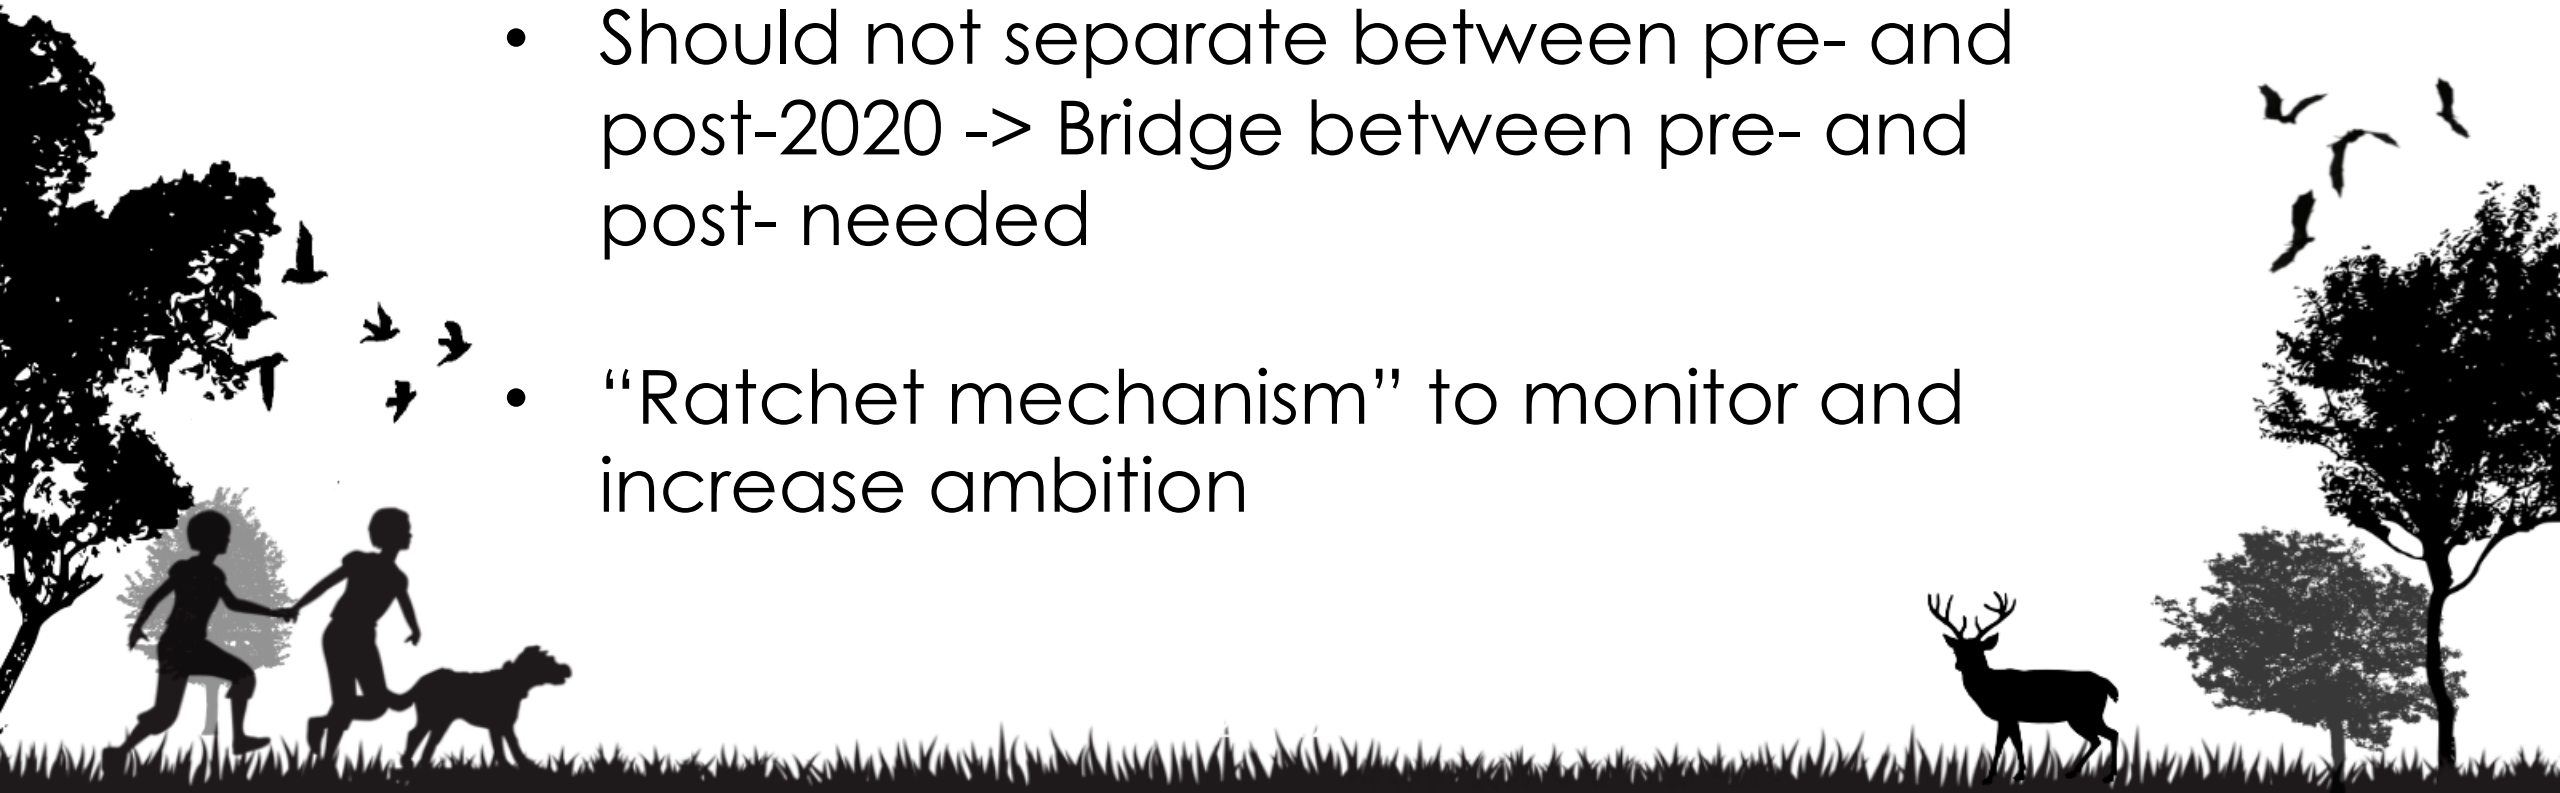 • Should not separate between pre- and
post-2020 -> Bridge between pre- and
post- needed
• “Ratchet mechanism” to monitor and
increase ambition